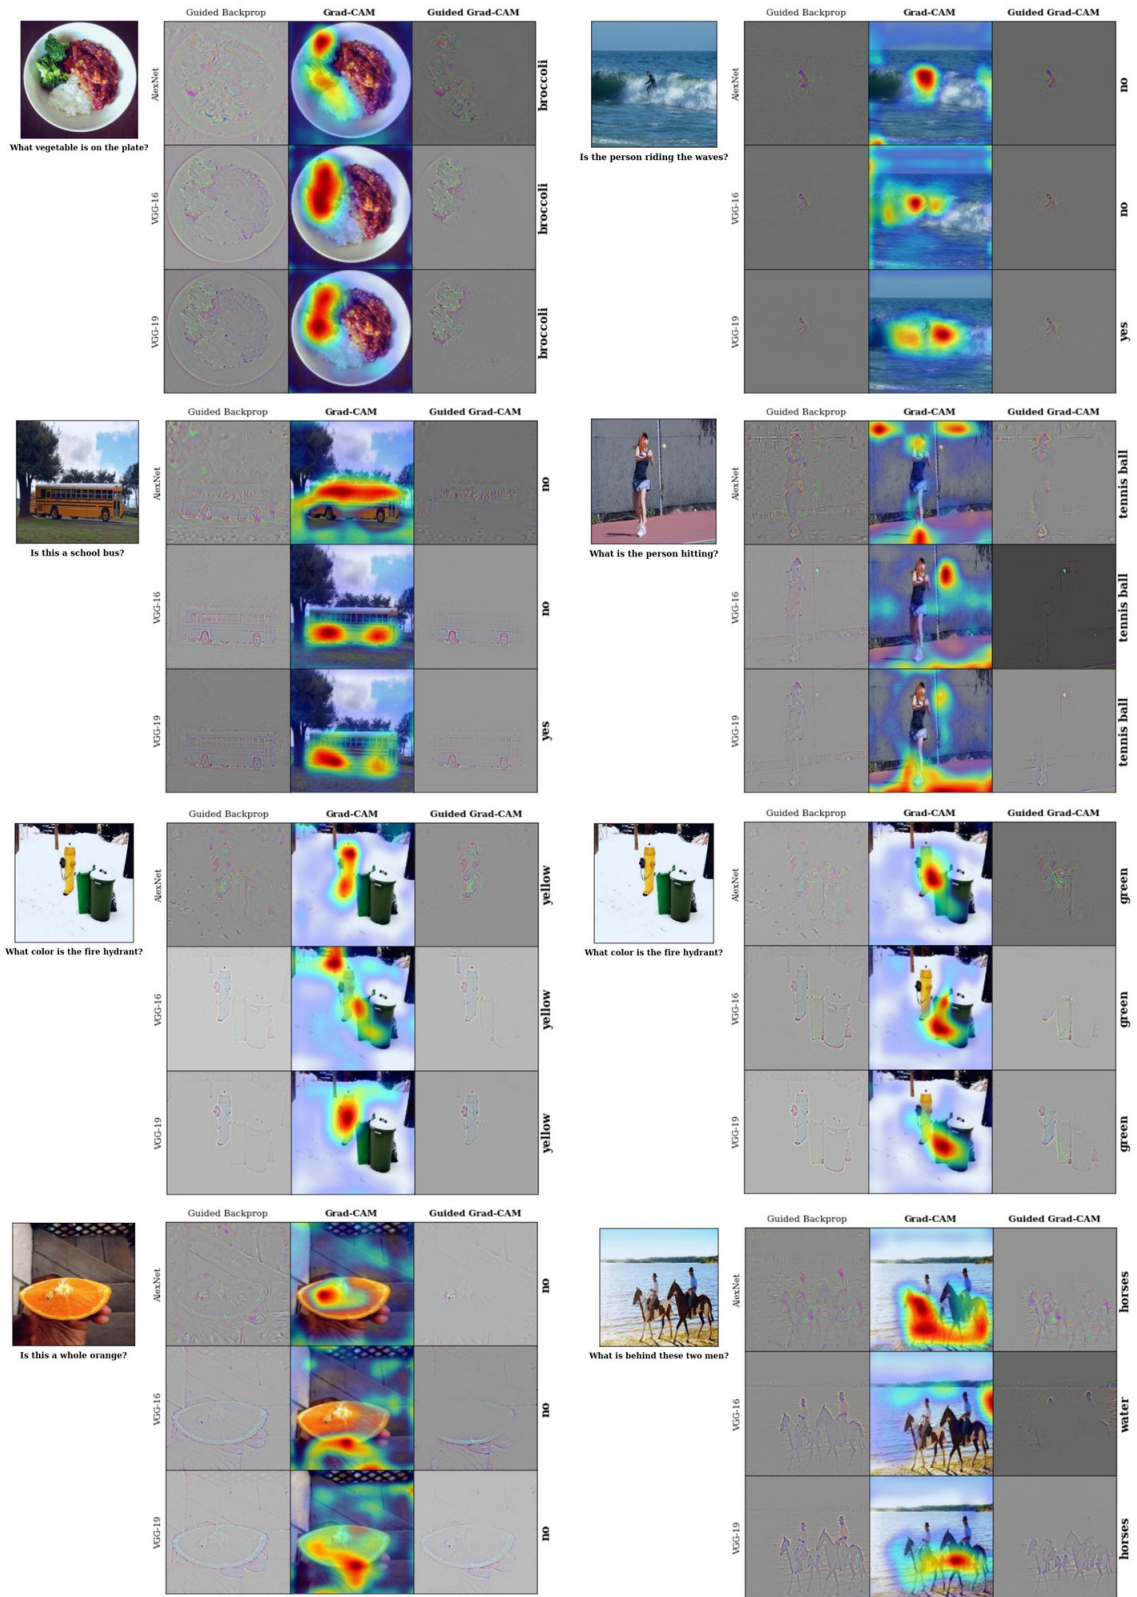 Guided Backprop Grad-CAM Guided Grad-CAM
AlexNet
broccoli
What vegetable is on the plate?
VGG-16
broccoli
VGG-19
broccoli
Guided Backprop Grad-CAM Guided Grad-CAM
AlexNet
no
Is the person riding the waves?
VGG-16
no
VGG-19
yes
Guided Backprop Grad-CAM Guided Grad-CAM
AlexNet
no
Is this a school bus?
VGG-16
no
VGG-19
yes
Guided Backprop Grad-CAM Guided Grad-CAM
AlexNet
tennis ball
What is the person hitting?
VGG-16
tennis ball
VGG-19
tennis ball
Guided Backprop Grad-CAM Guided Grad-CAM
AlexNet
yellow
What color is the fire hydrant?
VGG-16
yellow
VGG-19
yellow
Guided Backprop Grad-CAM Guided Grad-CAM
AlexNet
green
What color is the fire hydrant?
VGG-16
green
VGG-19
green
Guided Backprop Grad-CAM Guided Grad-CAM
AlexNet
no
Is this a whole orange?
VGG-16
no
VGG-19
no
Guided Backprop Grad-CAM Guided Grad-CAM
AlexNet
horses
What is behind these two men?
VGG-16
water
VGG-19
horses